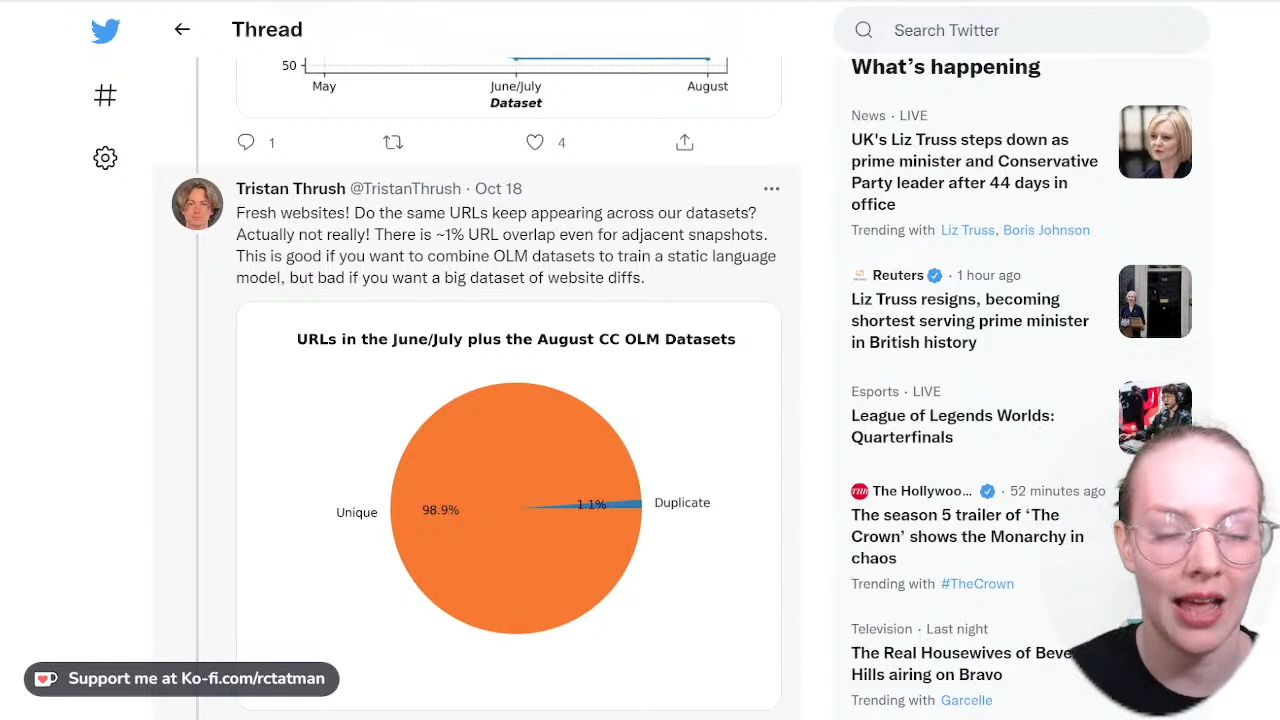 Thread
Search Twitter
50
May
June/July
August
Dataset
1
4
Tristan Thrush @TristanThrush · Oct 18
Fresh websites! Do the same URLs keep appearing across our datasets?
Actually not really! There is ~1% URL overlap even for adjacent snapshots.
This is good if you want to combine OLM datasets to train a static language
model, but bad if you want a big dataset of website diffs.
URLs in the June/July plus the August CC OLM Datasets
Unique
98.9%
1.1%
Duplicate
Support me at Ko-fi.com/rctatman
What's happening
News · LIVE
UK's Liz Truss steps down as
prime minister and Conservative
Party leader after 44 days in
office
Trending with Liz Truss, Boris Johnson
Reuters · 1 hour ago
Liz Truss resigns, becoming
shortest serving prime minister
in British history
Esports · LIVE
League of Legends Worlds:
Quarterfinals
THR The Hollywoo... · 52 minutes ago
The season 5 trailer of ‘The
Crown’ shows the Monarchy in
chaos
Trending with #TheCrown
Television · Last night
The Real Housewives of Beve
Hills airing on Bravo
Trending with Garcelle